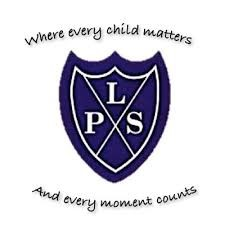 Where every child matters
L
P S
And every moment counts